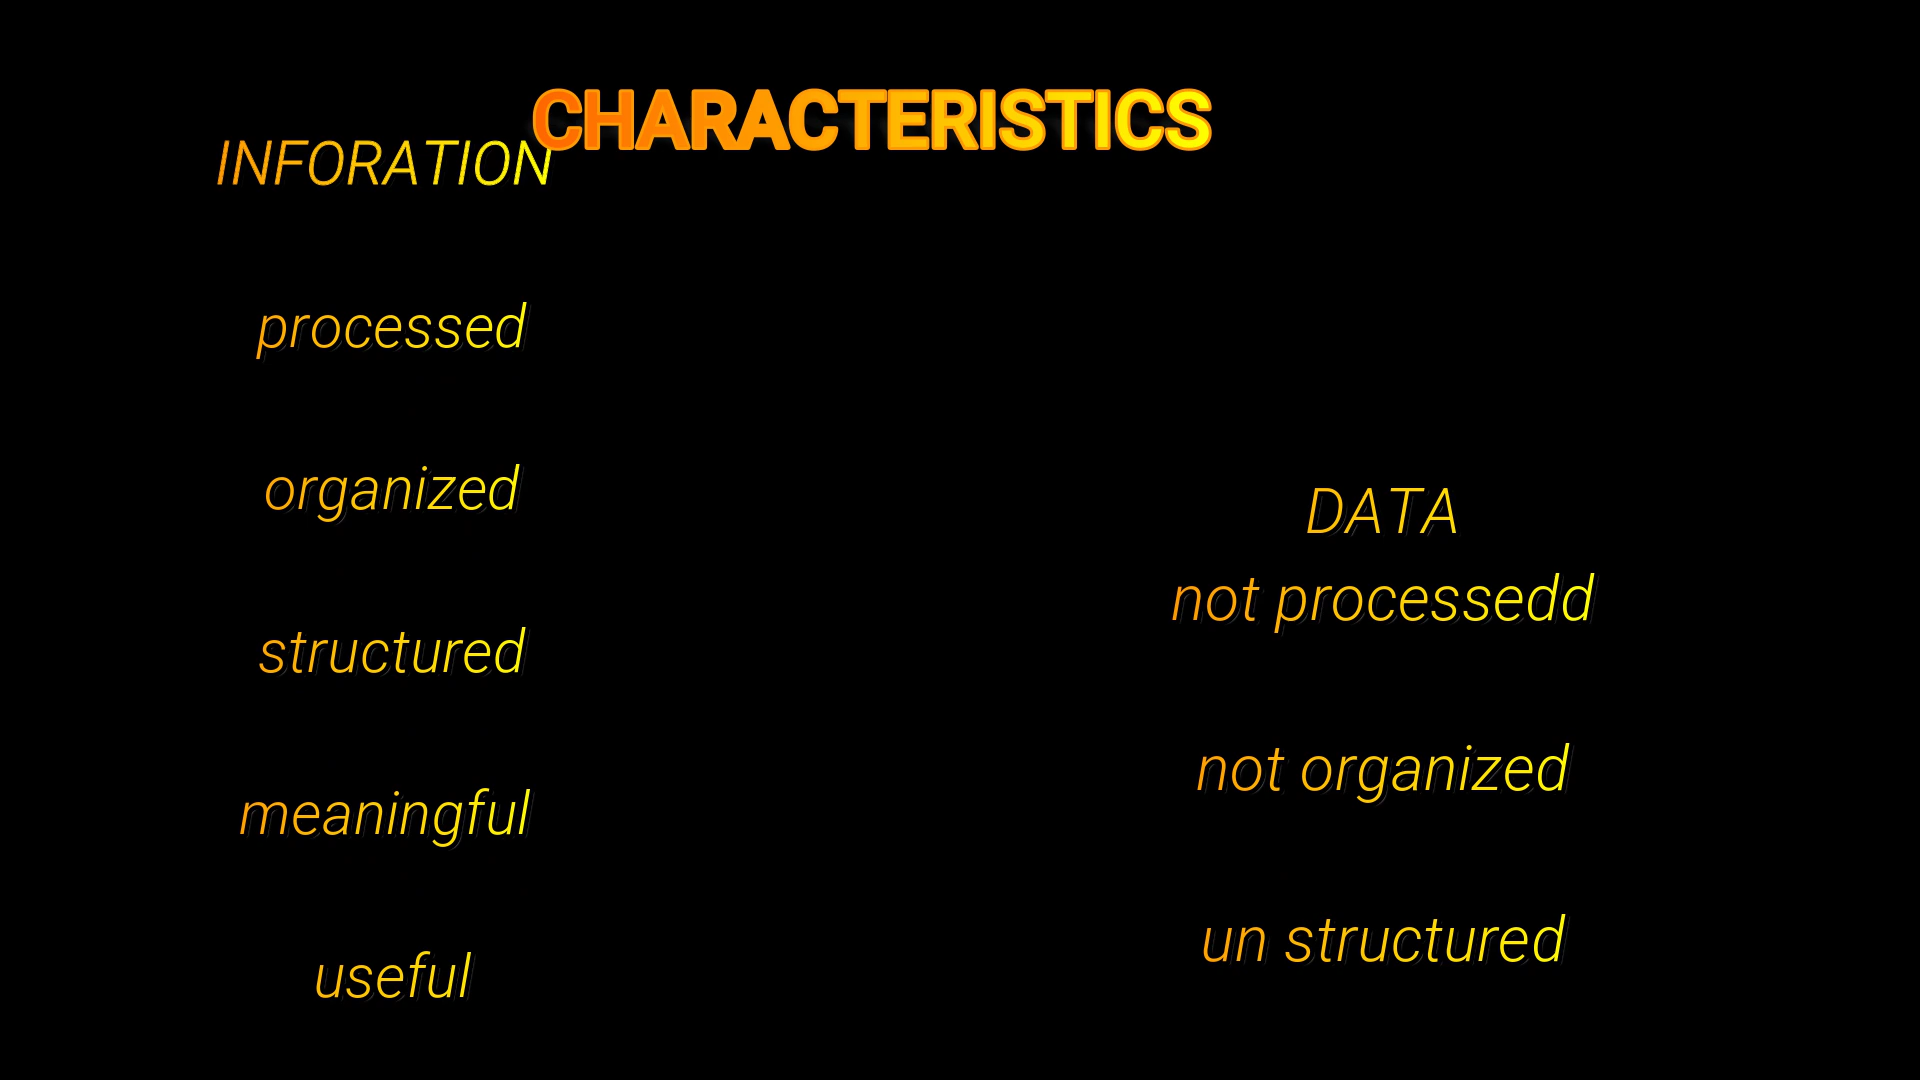 CHARACTERISTICS
INFORATION
processed
organized
structured
meaningful
useful
DATA
not processedd
not organized
un structured